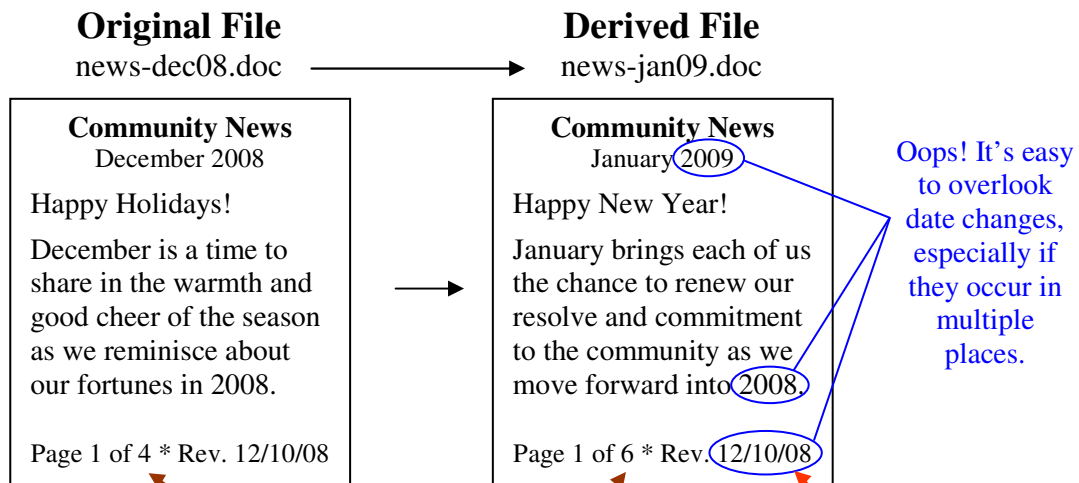 Original File
news-dec08.doc
Community News
December 2008
Happy Holidays!
December is a time to
share in the warmth and
good cheer of the season
as we reminisce about
our fortunes in 2008.
Page 1 of 4 * Rev. 12/10/08
Derived File
news-jan09.doc
Community News
January 2009
Happy New Year!
January brings each of us
the chance to renew our
resolve and commitment
to the community as we
move forward into 2008.
Page 1 of 6 * Rev. 12/10/08
Oops! It's easy
to overlook
date changes,
especially if
they occur in
multiple
places.